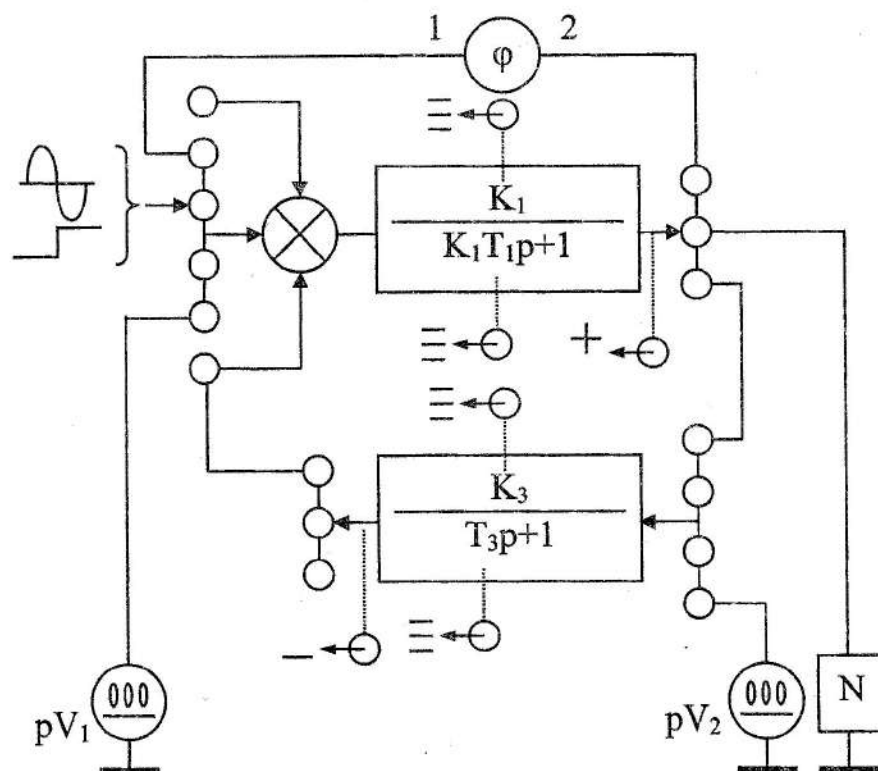 1 2
φ
K₁
K₁T₁p+1
+
K₃
T₃p+1
−
000 000
pV₁ pV₂ N